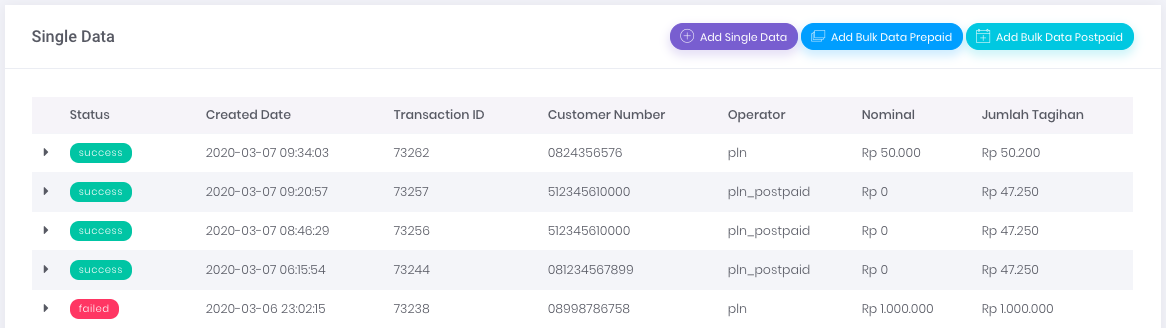 Single Data Add Single Data Add Bulk Data Prepaid Add Bulk Data Postpaid
Status Created Date Transaction ID Customer Number Operator Nominal Jumlah Tagihan
success 2020-03-07 09:34:03 73262 0824356576 pln Rp 50.000 Rp 50.200
success 2020-03-07 09:20:57 73257 512345610000 pln_postpaid Rp 0 Rp 47.250
success 2020-03-07 08:46:29 73256 512345610000 pln_postpaid Rp 0 Rp 47.250
success 2020-03-07 06:15:54 73244 081234567899 pln_postpaid Rp 0 Rp 47.250
failed 2020-03-06 23:02:15 73238 08998786758 pln Rp 1.000.000 Rp 1.000.000